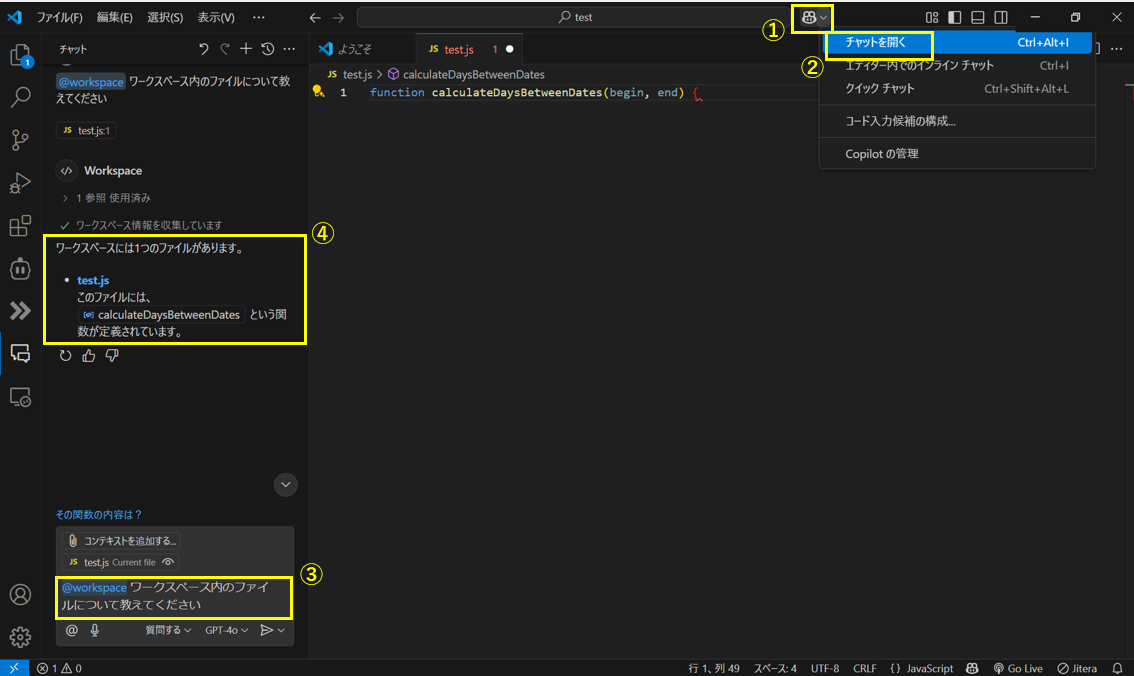 ファイル(F) 編集(E) 選択(S) 表示(V) ··· test
①
チャット
ようこそ
JS test.js 1
チャットを開く Ctrl+Alt+I
②
エディター内でのインライン チャット Ctrl+I
クイック チャット Ctrl+Shift+Alt+L
コード入力候補の構成...
Copilot の管理
JS test.js > calculateDaysBetweenDates
1 function calculateDaysBetweenDates(begin, end) {
1
@workspace ワークスペース内のファイルについて教
えてください
JS test.js:1
Workspace
1 参照 使用済み
ワークスペース情報を収集しています
④
ワークスペースには1つのファイルがあります。
• test.js
このファイルには、
calculateDaysBetweenDates という関
数が定義されています。
その関数の内容は？
コンテキストを追加する...
JS test.js Current file
③
@workspace ワークスペース内のファイ
ルについて教えてください
@ 質問する GPT-4o
1 0 行 1、列 49 スペース: 4 UTF-8 CRLF {} JavaScript Go Live Jitera